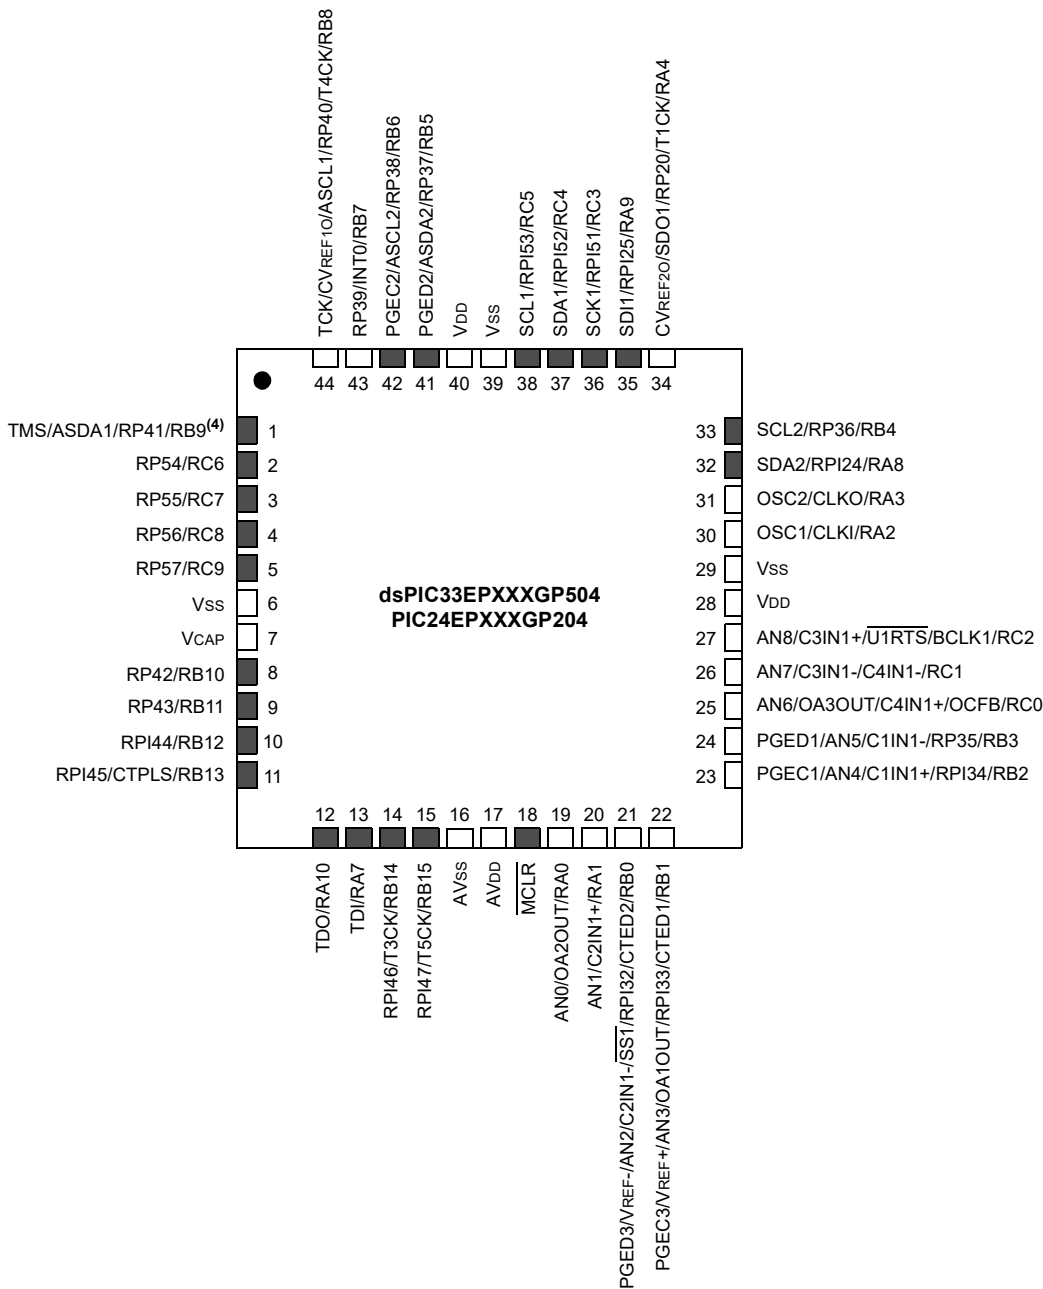 TCK/CVREF1O/ASCL1/RP40/T4CK/RB8
RP39/INT0/RB7
PGEC2/ASCL2/RP38/RB6
PGED2/ASDA2/RP37/RB5
VDD
VSS
SCL1/RPI53/RC5
SDA1/RPI52/RC4
SCK1/RPI51/RC3
SDI1/RPI25/RA9
CVREF2O/SDO1/RP20/T1CK/RA4
44 43 42 41 40 39 38 37 36 35 34
TMS/ASDA1/RP41/RB9(4) 1
RP54/RC6 2
RP55/RC7 3
RP56/RC8 4
RP57/RC9 5
VSS 6
VCAP 7
RP42/RB10 8
RP43/RB11 9
RPI44/RB12 10
RPI45/CTPLS/RB13 11
dsPIC33EPXXXGP504
PIC24EPXXXGP204
33 SCL2/RP36/RB4
32 SDA2/RPI24/RA8
31 OSC2/CLKO/RA3
30 OSC1/CLKI/RA2
29 VSS
28 VDD
27 AN8/C3IN1+/U1RTS/BCLK1/RC2
26 AN7/C3IN1-/C4IN1-/RC1
25 AN6/OA3OUT/C4IN1+/OCFB/RC0
24 PGED1/AN5/C1IN1-/RP35/RB3
23 PGEC1/AN4/C1IN1+/RPI34/RB2
12 13 14 15 16 17 18 19 20 21 22
TDO/RA10
TDI/RA7
RPI46/T3CK/RB14
RPI47/T5CK/RB15
AVSS
AVDD
MCLR
AN0/OA2OUT/RA0
AN1/C2IN1+/RA1
PGED3/VREF-/AN2/C2IN1-/SS1/RPI32/CTED2/RB0
PGEC3/VREF+/AN3/OA1OUT/RPI33/CTED1/RB1